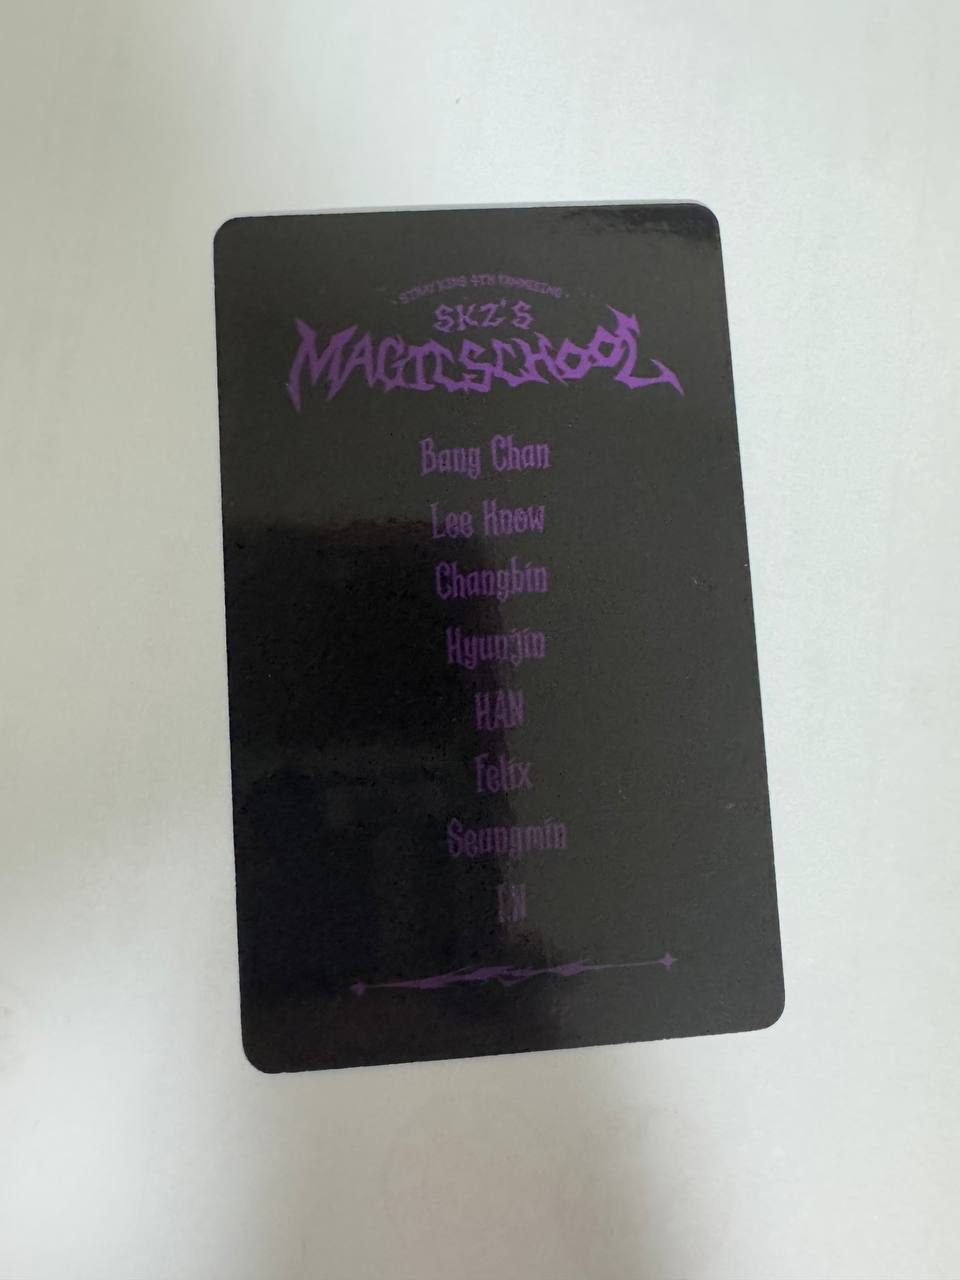 STRAY KIDS 4TH FANMEETING
SKZ'S
MAGIC SCHOOL
Bang Chan
Lee Know
Changbin
Hyunjin
HAN
Felix
Seungmin
I.N